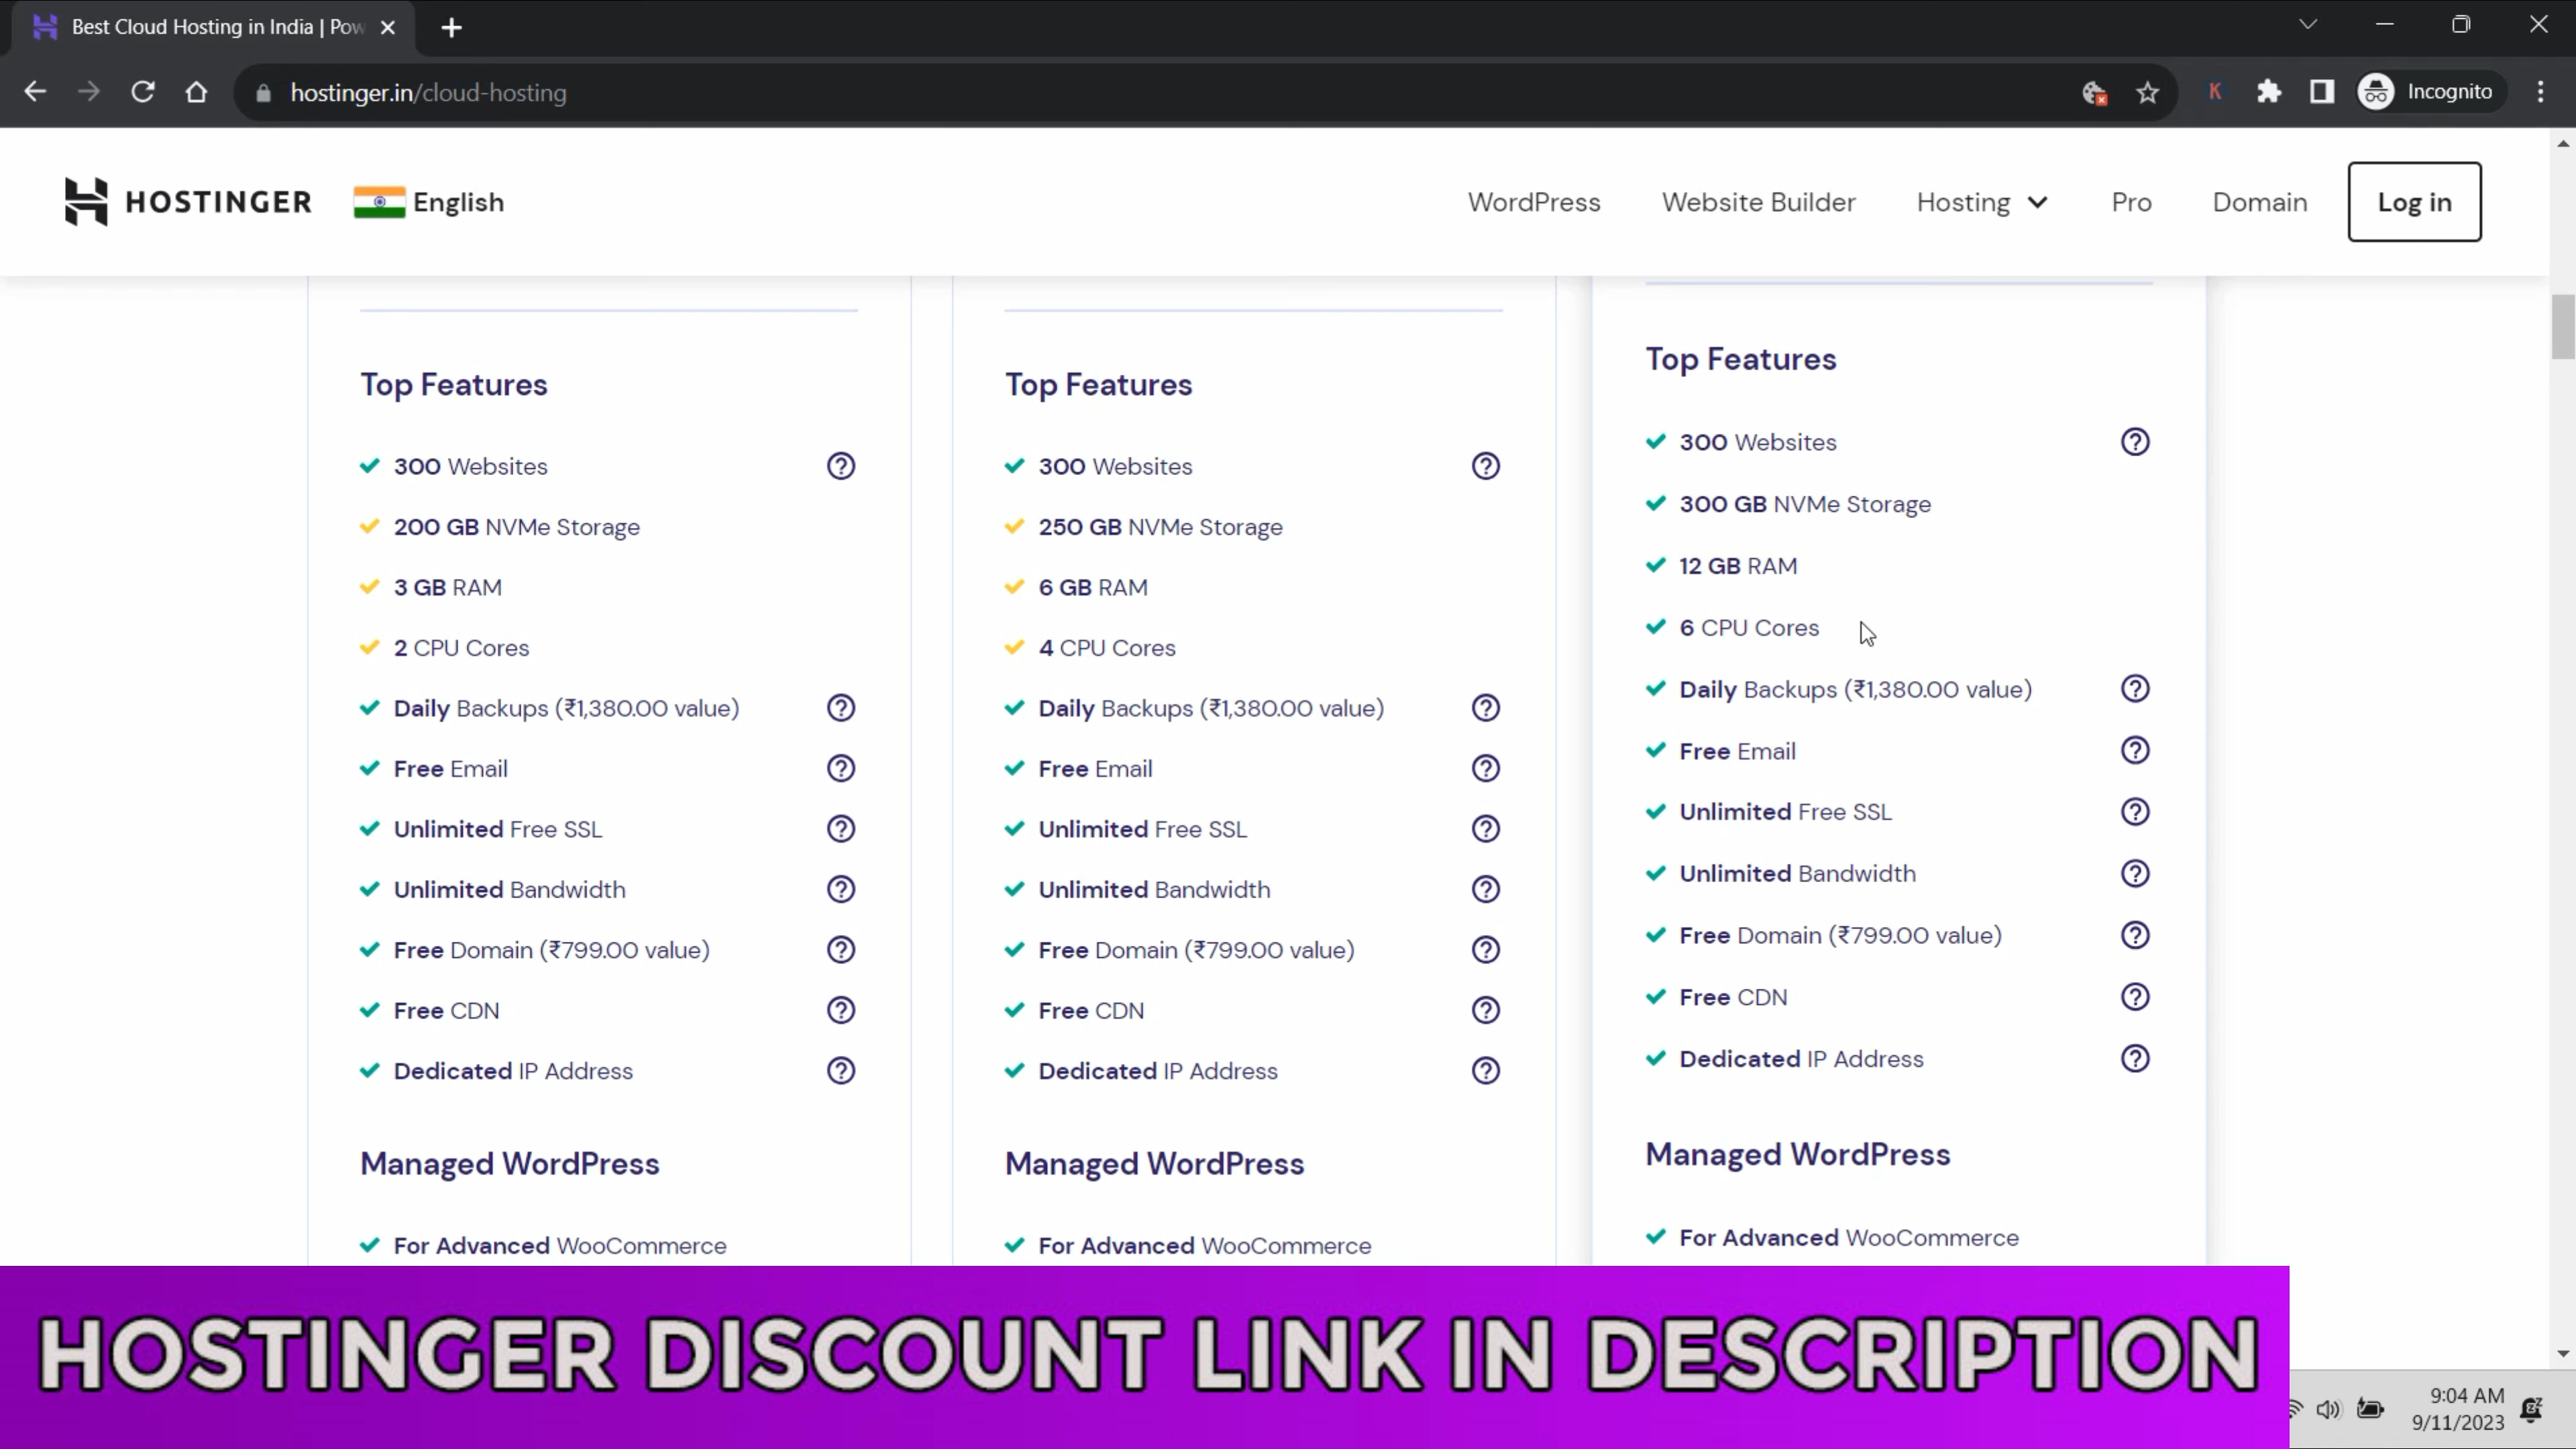 Best Cloud Hosting in India | Pow
hostinger.in/cloud-hosting
K
Incognito
HOSTINGER
English
WordPress
Website Builder
Hosting
Pro
Domain
Log in
Top Features
300 Websites
200 GB NVMe Storage
3 GB RAM
2 CPU Cores
Daily Backups (₹1,380.00 value)
Free Email
Unlimited Free SSL
Unlimited Bandwidth
Free Domain (₹799.00 value)
Free CDN
Dedicated IP Address
Managed WordPress
For Advanced WooCommerce
Top Features
300 Websites
250 GB NVMe Storage
6 GB RAM
4 CPU Cores
Daily Backups (₹1,380.00 value)
Free Email
Unlimited Free SSL
Unlimited Bandwidth
Free Domain (₹799.00 value)
Free CDN
Dedicated IP Address
Managed WordPress
For Advanced WooCommerce
Top Features
300 Websites
300 GB NVMe Storage
12 GB RAM
6 CPU Cores
Daily Backups (₹1,380.00 value)
Free Email
Unlimited Free SSL
Unlimited Bandwidth
Free Domain (₹799.00 value)
Free CDN
Dedicated IP Address
Managed WordPress
For Advanced WooCommerce
HOSTINGER DISCOUNT LINK IN DESCRIPTION
9:04 AM
9/11/2023